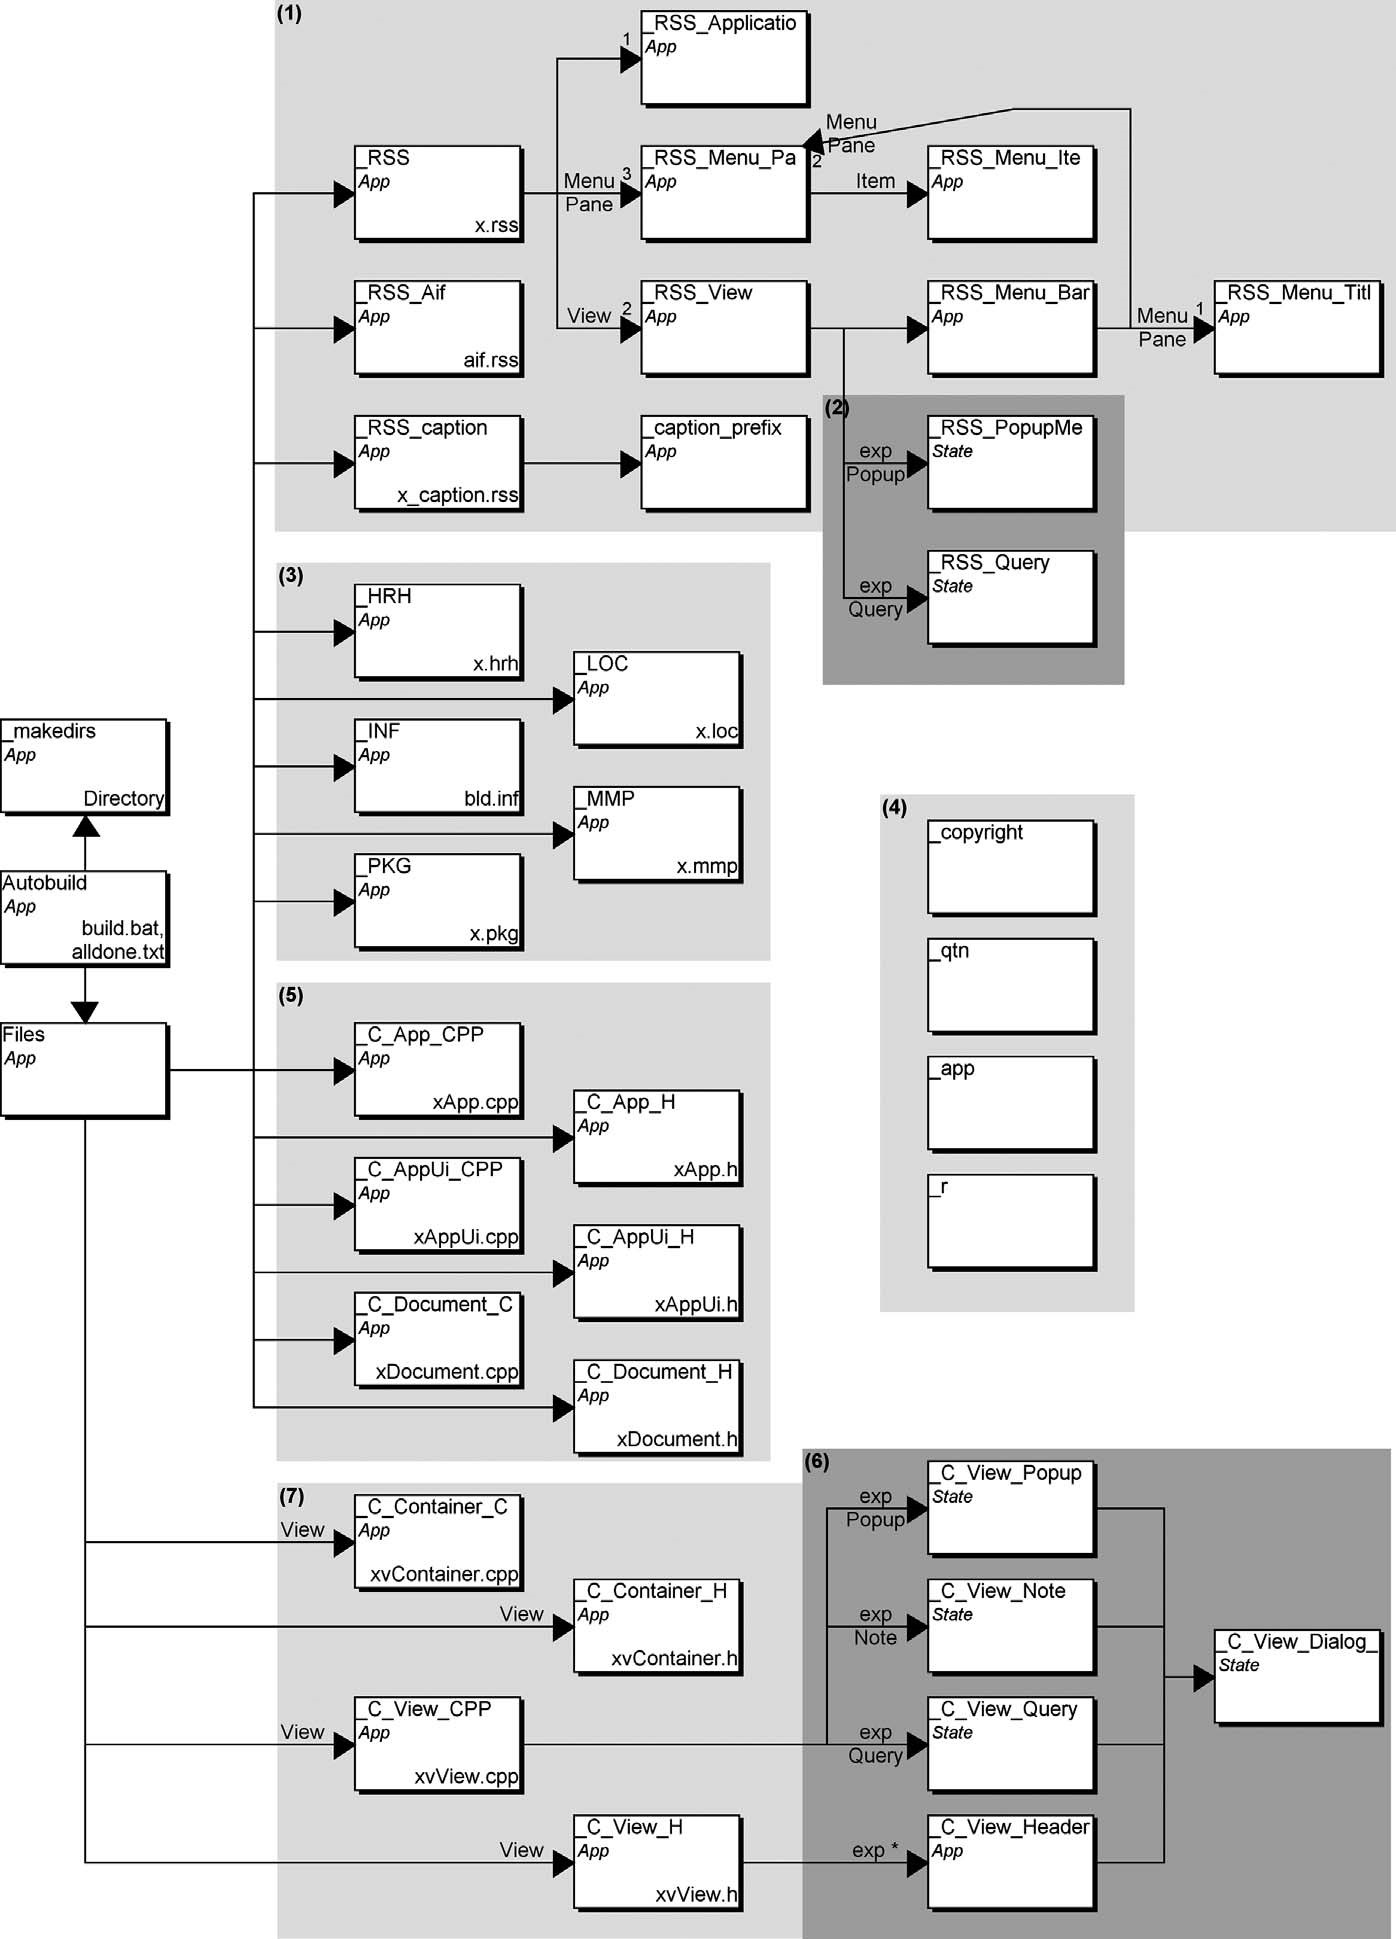 (1)
_RSS_Applicatio
App
1
Menu
Pane
2
_RSS
App
x.rss
Menu
Pane
3
_RSS_Menu_Pa
App
Item
_RSS_Menu_Ite
App
_RSS_Aif
App
aif.rss
View
2
_RSS_View
App
_RSS_Menu_Bar
App
Menu
Pane
1
_RSS_Menu_Titl
App
_RSS_caption
App
x_caption.rss
_caption_prefix
App
(2)
exp
Popup
_RSS_PopupMe
State
exp
Query
_RSS_Query
State
(3)
_HRH
App
x.hrh
_LOC
App
x.loc
_INF
App
bld.inf
_MMP
App
x.mmp
_PKG
App
x.pkg
_makedirs
App
Directory
Autobuild
App
build.bat,
alldone.txt
Files
App
(4)
_copyright
_qtn
_app
_r
(5)
_C_App_CPP
App
xApp.cpp
_C_App_H
App
xApp.h
_C_AppUi_CPP
App
xAppUi.cpp
_C_AppUi_H
App
xAppUi.h
_C_Document_C
App
xDocument.cpp
_C_Document_H
App
xDocument.h
(6)
exp
Popup
_C_View_Popup
State
exp
Note
_C_View_Note
State
exp
Query
_C_View_Query
State
exp *
_C_View_Header
App
_C_View_Dialog_
State
(7)
View
_C_Container_C
App
xvContainer.cpp
View
_C_Container_H
App
xvContainer.h
View
_C_View_CPP
App
xvView.cpp
View
_C_View_H
App
xvView.h